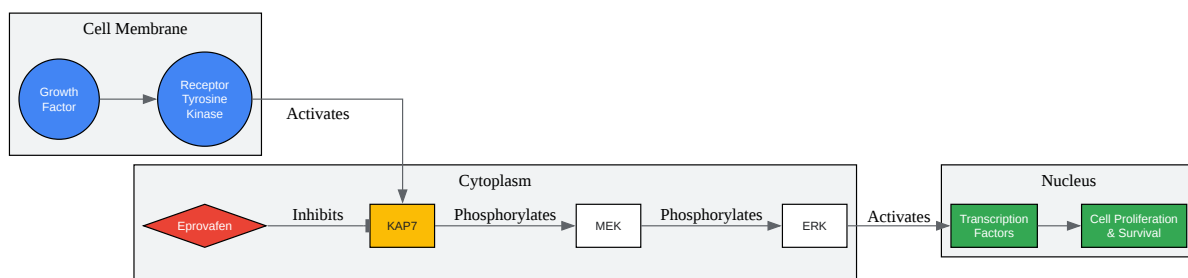 Cell Membrane
Growth
Factor
Receptor
Tyrosine
Kinase
Activates
Cytoplasm
Eprovafen
Inhibits
KAP7
Phosphorylates
MEK
Phosphorylates
ERK
Activates
Nucleus
Transcription
Factors
Cell Proliferation
& Survival